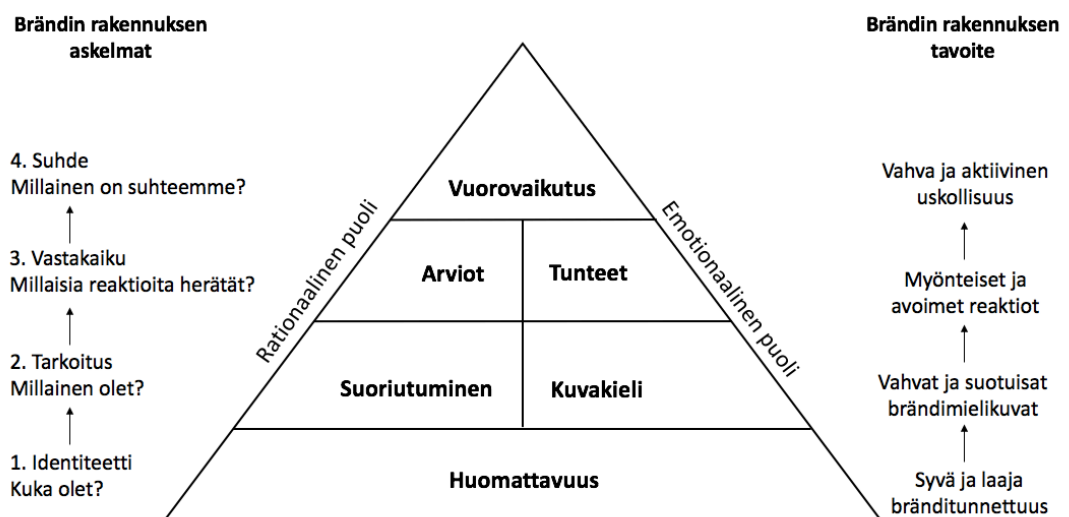 Brändin rakennuksen
askelmat
Brändin rakennuksen
tavoite
4. Suhde
Millainen on suhteemme?
3. Vastakaiku
Millaisia reaktioita herätät?
2. Tarkoitus
Millainen olet?
1. Identiteetti
Kuka olet?
Rationaalinen puoli
Vuorovaikutus
Arviot
Tunteet
Suoriutuminen
Kuvakieli
Huomattavuus
Emotionaalinen puoli
Vahva ja aktiivinen
uskollisuus
Myönteiset ja
avoimet reaktiot
Vahvat ja suotuisat
brändimielikuvat
Syvä ja laaja
bränditunnettuus